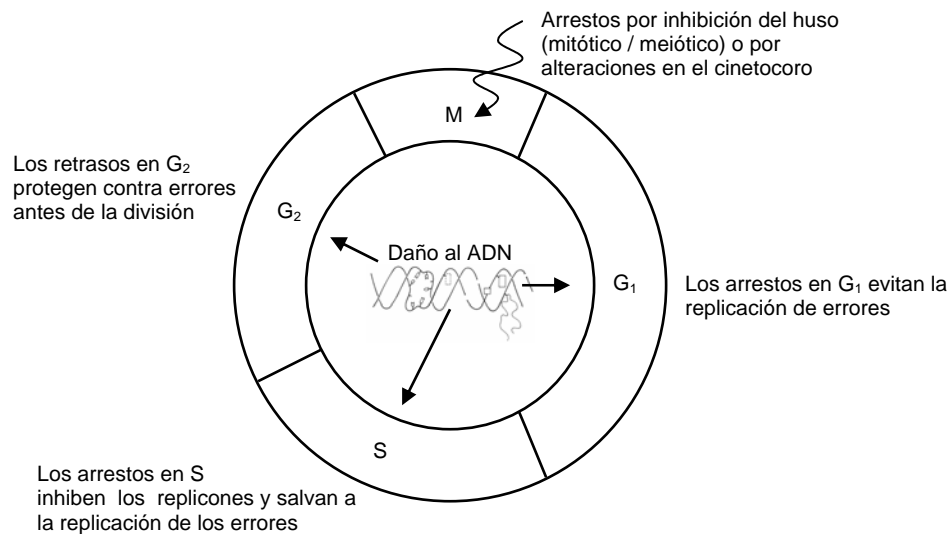 Arrestos por inhibición del huso
(mitótico / meiótico) o por
alteraciones en el cinetocoro
M
Los retrasos en G₂
protegen contra errores
antes de la división
G₂
Daño al ADN
G₁
Los arrestos en G₁ evitan la
replicación de errores
S
Los arrestos en S
inhiben los replicones y salvan a
la replicación de los errores